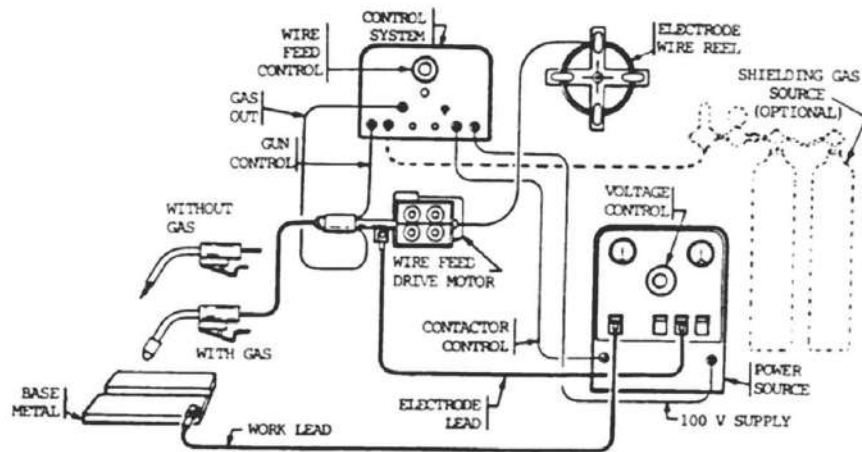 CONTROL
SYSTEM
WIRE
FEED
CONTROL
ELECTRODE
WIRE REEL
SHIELDING GAS
SOURCE
(OPTIONAL)
GAS
OUT
GUN
CONTROL
VOLTAGE
CONTROL
WITHOUT
GAS
WIRE FEED
DRIVE MOTOR
CONTACTOR
CONTROL
WITH GAS
POWER
SOURCE
BASE
METAL
ELECTRODE
LEAD
100 V SUPPLY
WORK LEAD